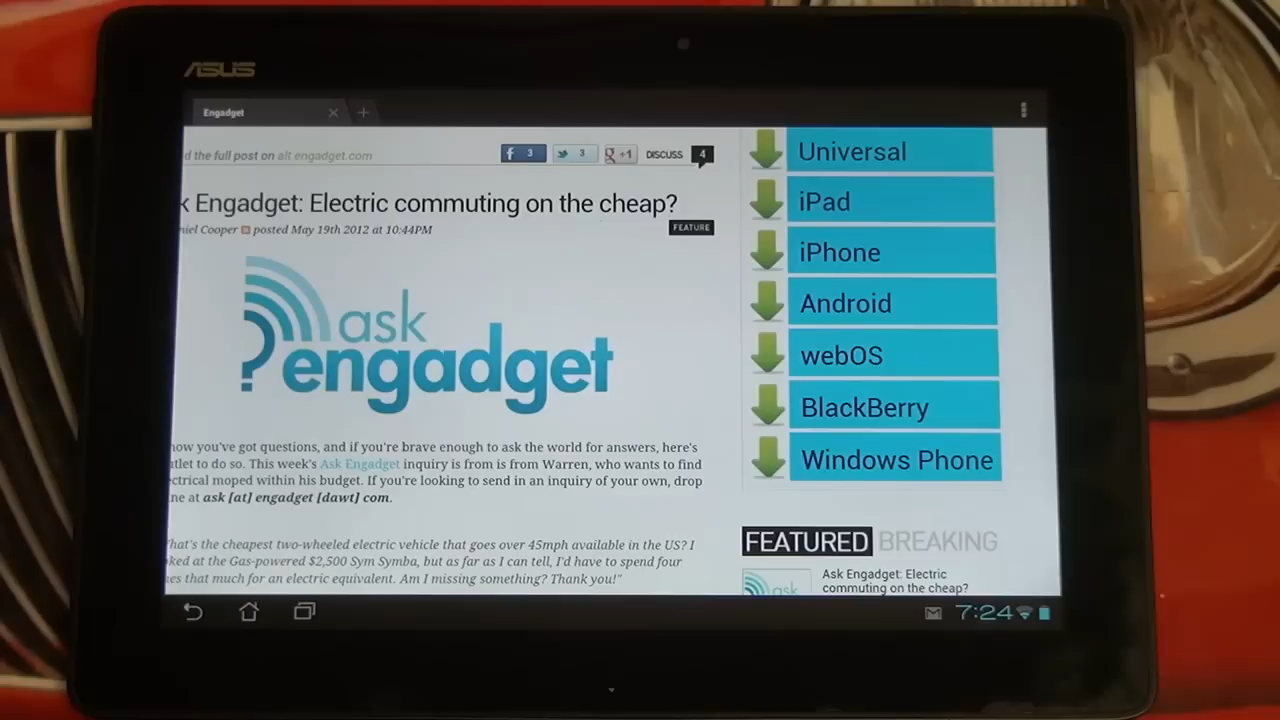 ASUS
Engadget
d the full post on alt.engadget.com
3
3
+1
DISCUSS
4
k Engadget: Electric commuting on the cheap?
niel Cooper posted May 19th 2012 at 10:44PM
FEATURE
ask
engadget
now you've got questions, and if you're brave enough to ask the world for answers, here's
utlet to do so. This week's Ask Engadget inquiry is from is from Warren, who wants to find
ectrical moped within his budget. If you're looking to send in an inquiry of your own, drop
ne at ask [at] engadget [dawt] com.
hat's the cheapest two-wheeled electric vehicle that goes over 45mph available in the US? I
ked at the Gas-powered $2,500 Sym Symba, but as far as I can tell, I'd have to spend four
es that much for an electric equivalent. Am I missing something? Thank you!"
Universal
iPad
iPhone
Android
webOS
BlackBerry
Windows Phone
FEATURED BREAKING
ask
Ask Engadget: Electric
commuting on the cheap?
7:24